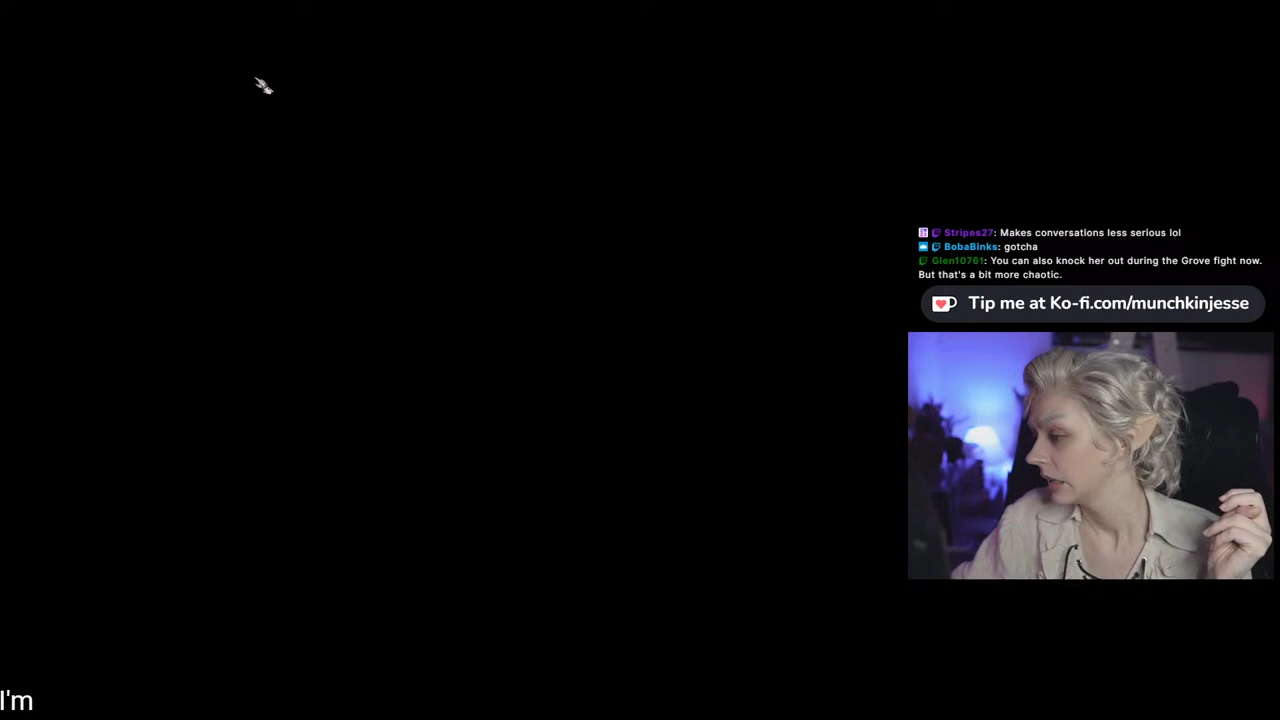 Stripes27: Makes conversations less serious lol
BobaBinks: gotcha
Glen10761: You can also knock her out during the Grove fight now.
But that's a bit more chaotic.
Tip me at Ko-fi.com/munchkinjesse
I'm